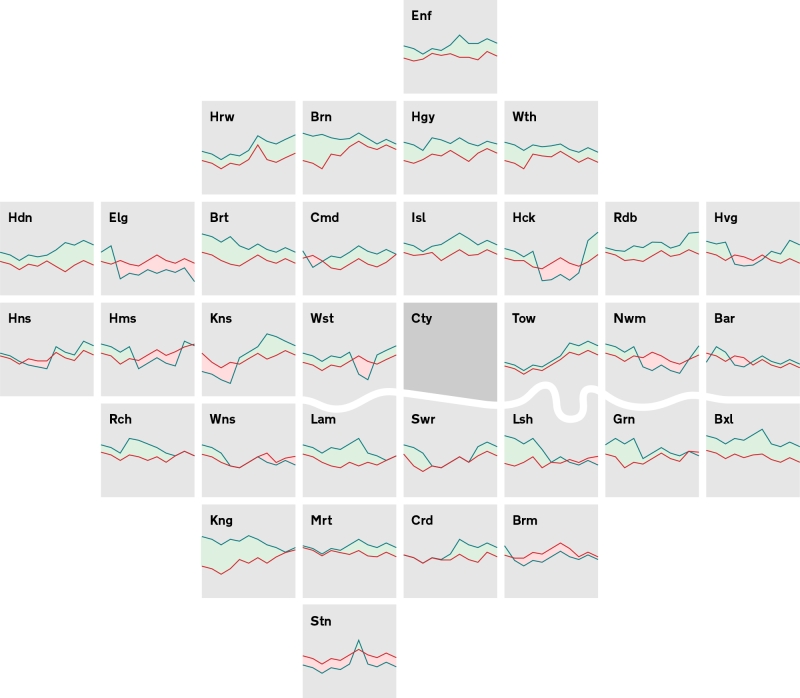 Enf
Hrw Brn Hgy Wth
Hdn Elg Brt Cmd Isl Hck Rdb Hvg
Hns Hms Kns Wst Cty Tow Nwm Bar
Rch Wns Lam Swr Lsh Grn Bxl
Kng Mrt Crd Brm
Stn